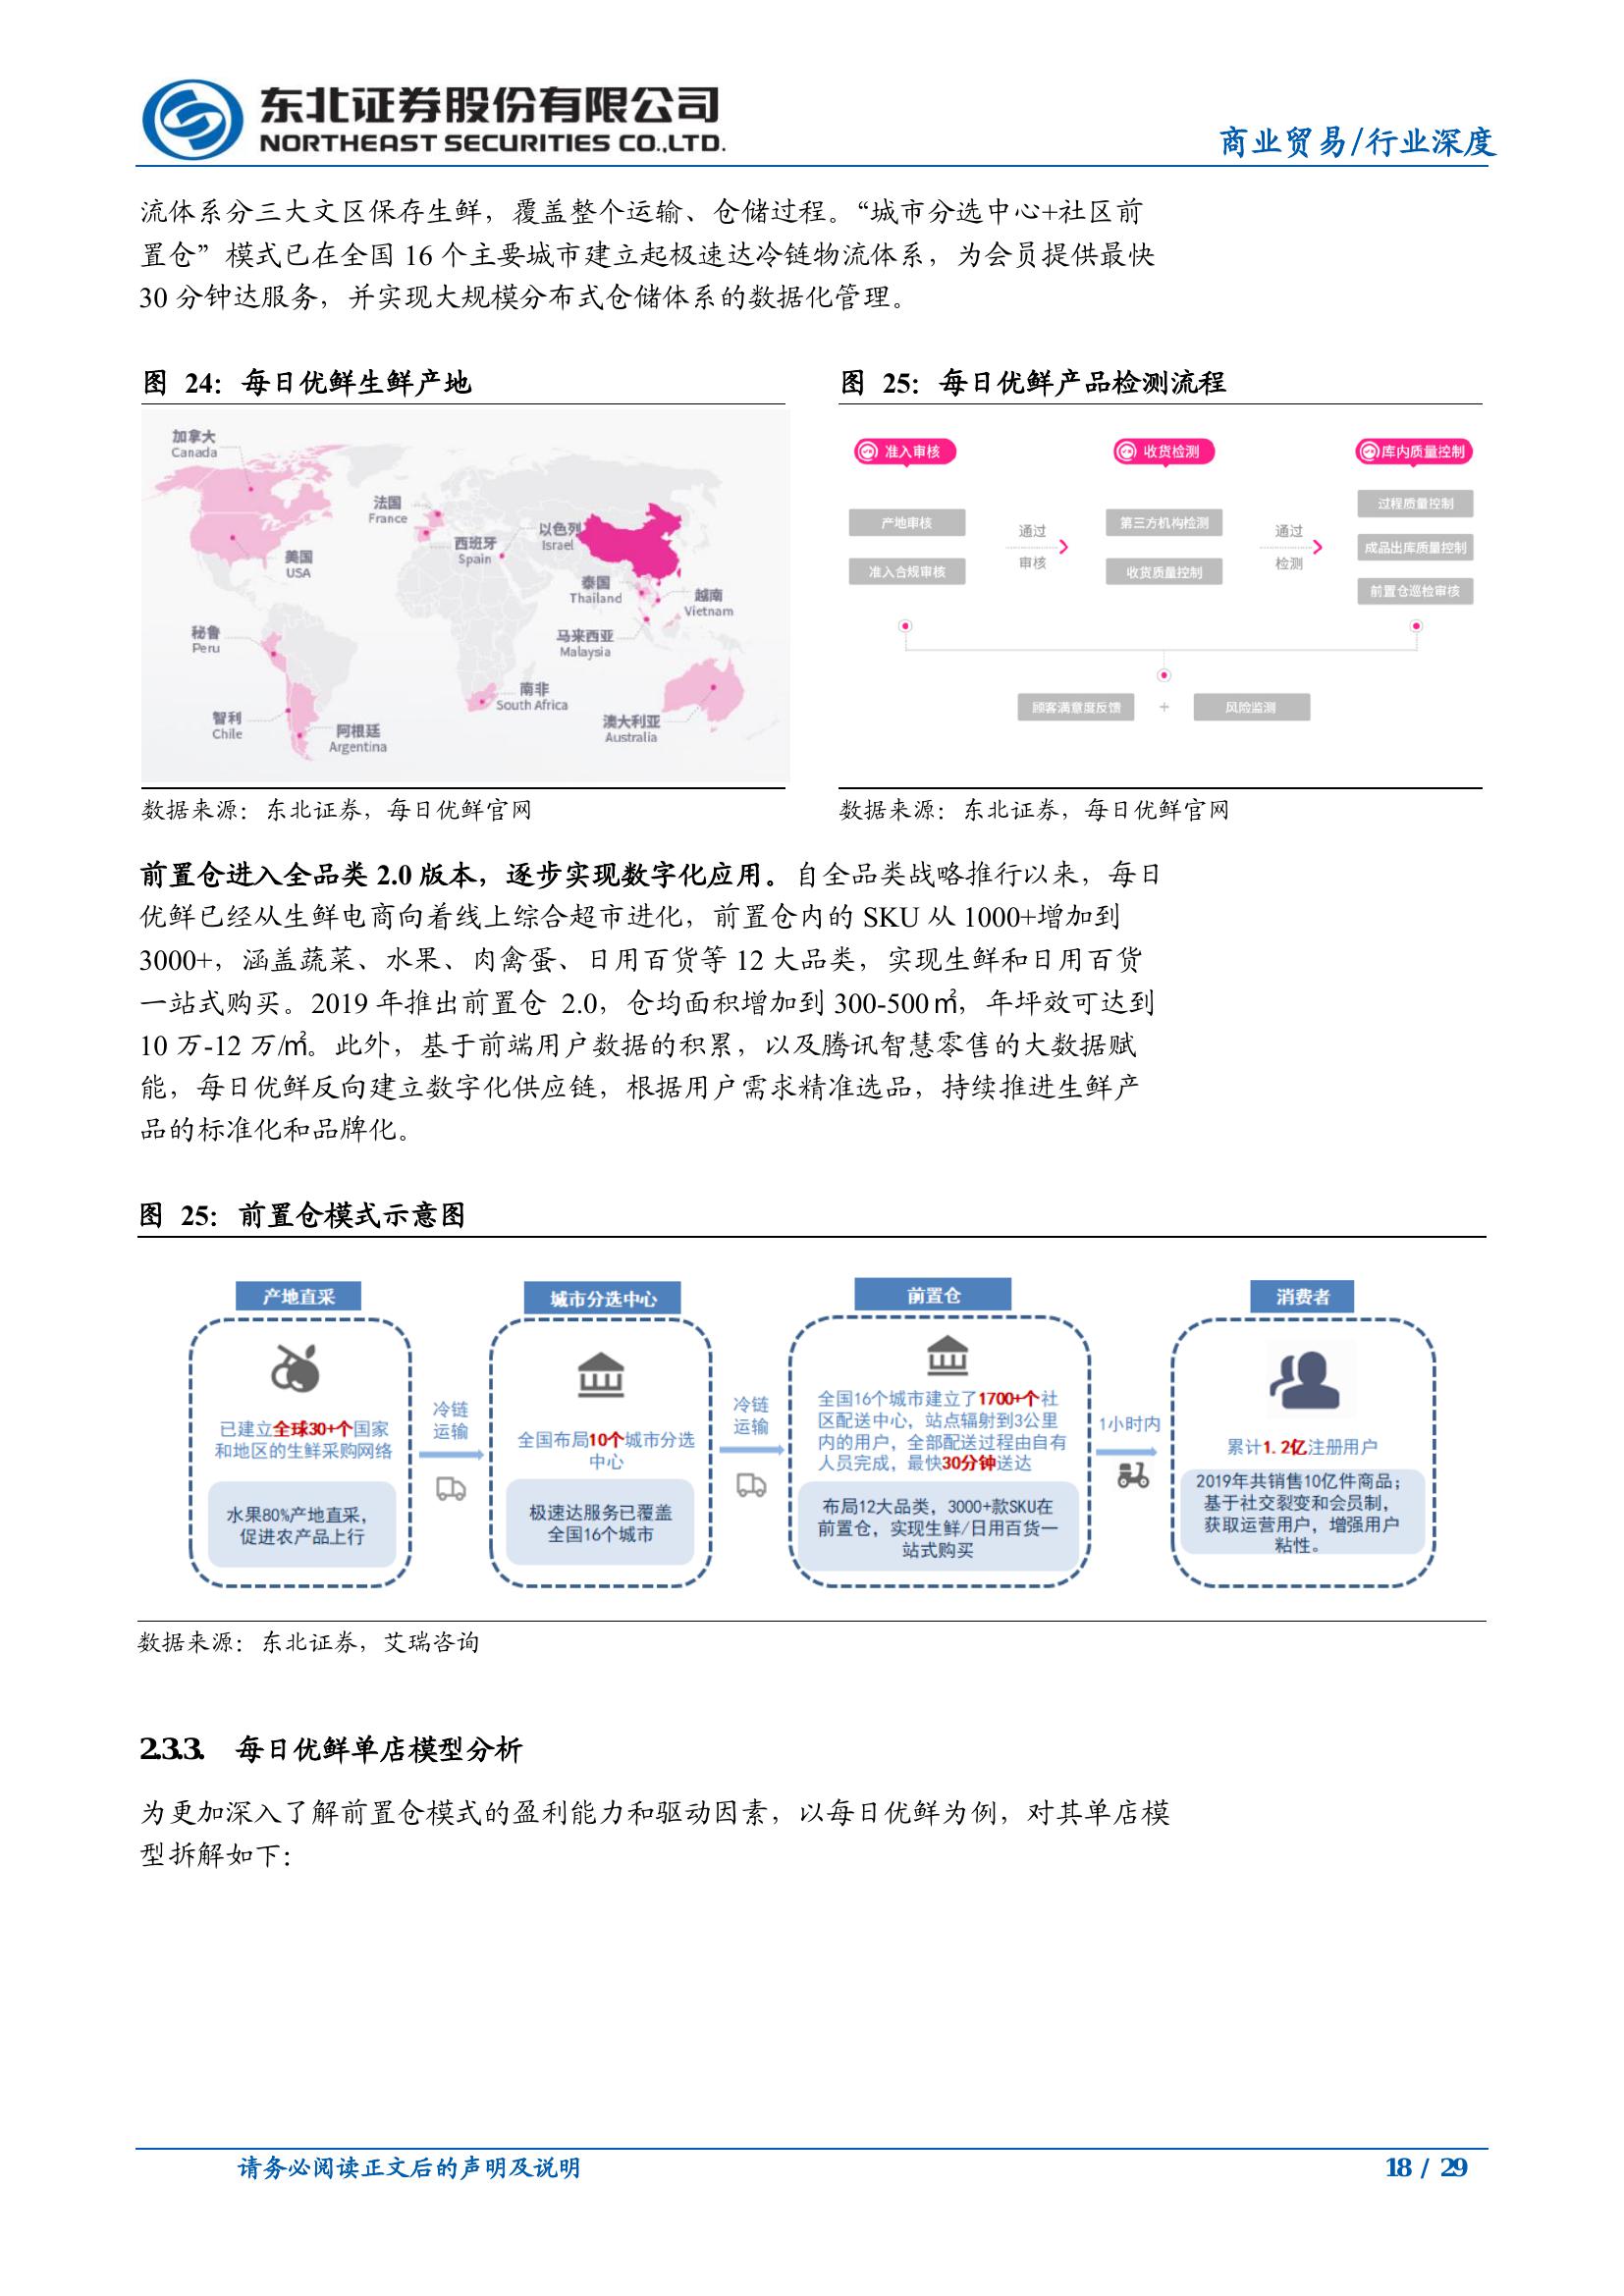 东北证券股份有限公司
NORTHEAST SECURITIES CO.,LTD.
商业贸易/行业深度
流体系分三大文区保存生鲜，覆盖整个运输、仓储过程。“城市分选中心+社区前
置仓”模式已在全国 16 个主要城市建立起极速达冷链物流体系，为会员提供最快
30 分钟达服务，并实现大规模分布式仓储体系的数据化管理。
图 24：每日优鲜生鲜产地
加拿大
Canada
法国
France
以色列
Israel
西班牙
Spain
美国
USA
泰国
Thailand
越南
Vietnam
秘鲁
Peru
马来西亚
Malaysia
南非
South Africa
智利
Chile
阿根廷
Argentina
澳大利亚
Australia
数据来源：东北证券，每日优鲜官网
图 25：每日优鲜产品检测流程
准入审核
收货检测
库内质量控制
产地审核
准入合规审核
通过
审核
第三方机构检测
收货质量控制
通过
检测
过程质量控制
成品出库质量控制
前置仓巡检审核
顾客满意度反馈
+
风险监测
数据来源：东北证券，每日优鲜官网
前置仓进入全品类 2.0 版本，逐步实现数字化应用。自全品类战略推行以来，每日
优鲜已经从生鲜电商向着线上综合超市进化，前置仓内的 SKU 从 1000+增加到
3000+，涵盖蔬菜、水果、肉禽蛋、日用百货等 12 大品类，实现生鲜和日用百货
一站式购买。2019 年推出前置仓 2.0，仓均面积增加到 300-500㎡，年坪效可达到
10 万-12 万/㎡。此外，基于前端用户数据的积累，以及腾讯智慧零售的大数据赋
能，每日优鲜反向建立数字化供应链，根据用户需求精准选品，持续推进生鲜产
品的标准化和品牌化。
图 25：前置仓模式示意图
产地直采
已建立全球30+个国家
和地区的生鲜采购网络
水果80%产地直采，
促进农产品上行
冷链
运输
城市分选中心
全国布局10个城市分选
中心
极速达服务已覆盖
全国16个城市
冷链
运输
前置仓
全国16个城市建立了1700+个社
区配送中心，站点辐射到3公里
内的用户，全部配送过程由自有
人员完成，最快30分钟送达
布局12大品类，3000+款SKU在
前置仓，实现生鲜/日用百货一
站式购买
1小时内
消费者
累计1.2亿注册用户
2019年共销售10亿件商品；
基于社交裂变和会员制，
获取运营用户，增强用户
粘性。
数据来源：东北证券，艾瑞咨询
2.3.3. 每日优鲜单店模型分析
为更加深入了解前置仓模式的盈利能力和驱动因素，以每日优鲜为例，对其单店模
型拆解如下：
请务必阅读正文后的声明及说明
18 / 29